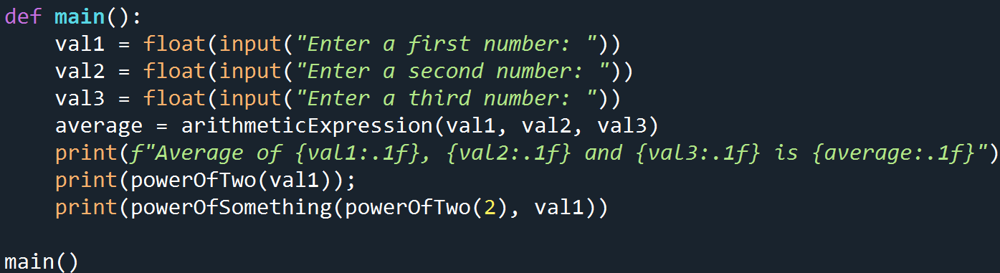 def main():
    val1 = float(input("Enter a first number: "))
    val2 = float(input("Enter a second number: "))
    val3 = float(input("Enter a third number: "))
    average = arithmeticExpression(val1, val2, val3)
    print(f"Average of {val1:.1f}, {val2:.1f} and {val3:.1f} is {average:.1f}")
    print(powerOfTwo(val1));
    print(powerOfSomething(powerOfTwo(2), val1))
main()